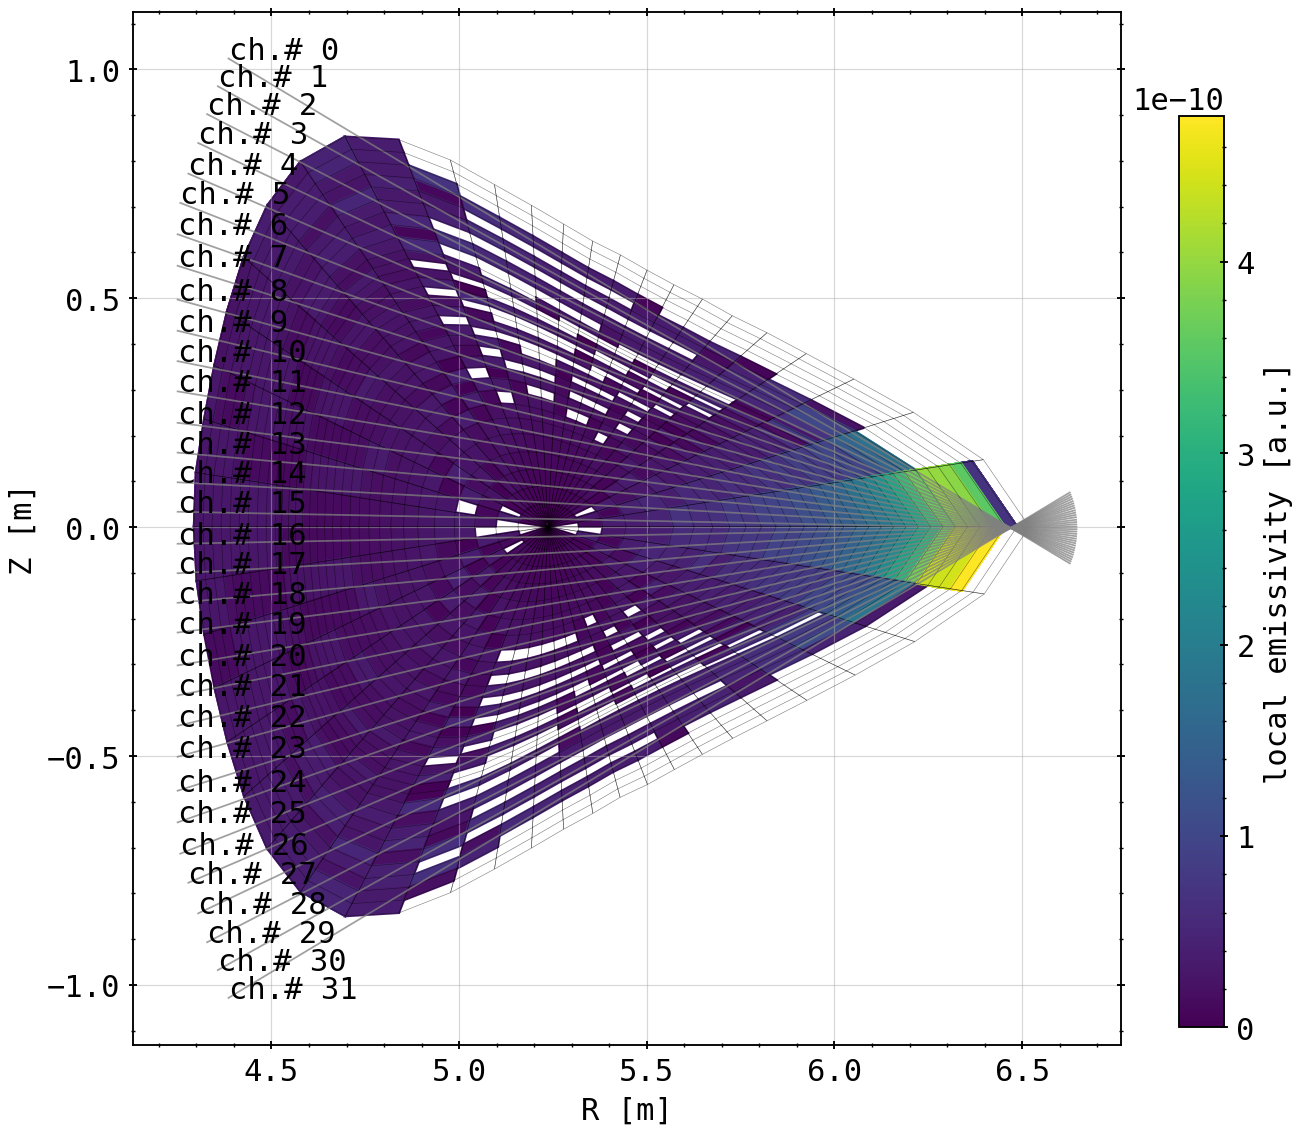 1e−10
ch.# 0
ch.# 1
ch.# 2
ch.# 3
ch.# 4
ch.# 5
ch.# 6
ch.# 7
ch.# 8
ch.# 9
ch.# 10
ch.# 11
ch.# 12
ch.# 13
ch.# 14
ch.# 15
ch.# 16
ch.# 17
ch.# 18
ch.# 19
ch.# 20
ch.# 21
ch.# 22
ch.# 23
ch.# 24
ch.# 25
ch.# 26
ch.# 27
ch.# 28
ch.# 29
ch.# 30
ch.# 31
1.0
0.5
0.0
−0.5
−1.0
Z [m]
4.5 5.0 5.5 6.0 6.5
R [m]
4
3
2
1
0
local emissivity [a.u.]